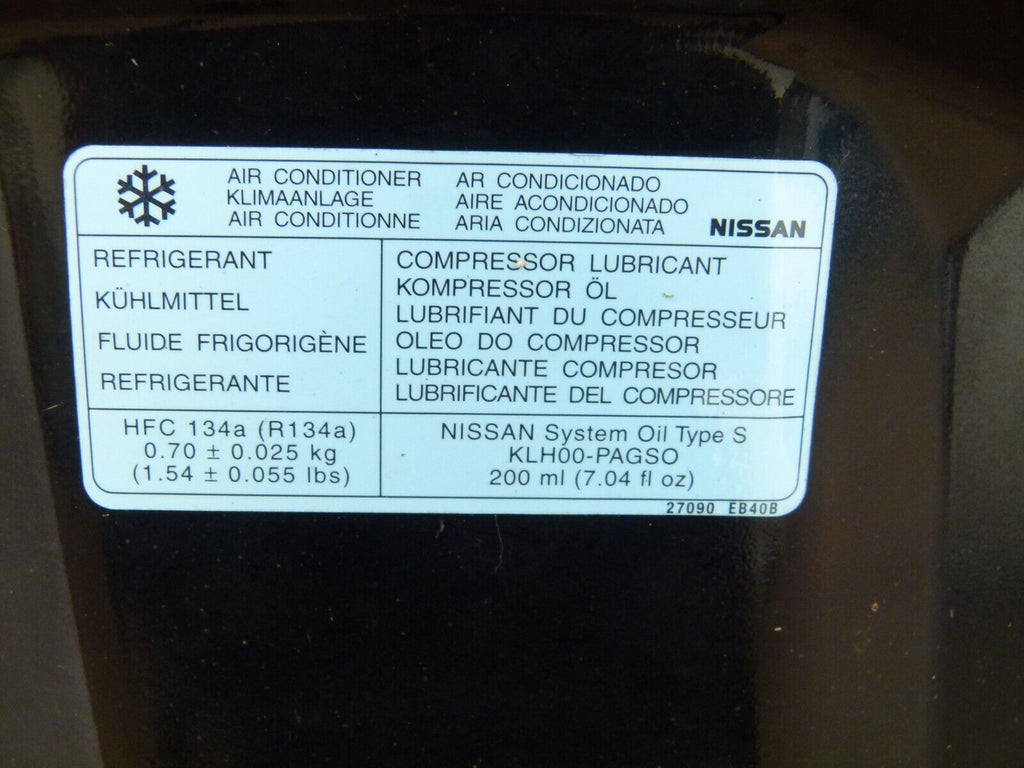 AIR CONDITIONER AR CONDICIONADO
KLIMAANLAGE AIRE ACONDICIONADO
AIR CONDITIONNE ARIA CONDIZIONATA
NISSAN
REFRIGERANT
KÜHLMITTEL
FLUIDE FRIGORIGÈNE
REFRIGERANTE
COMPRESSOR LUBRICANT
KOMPRESSOR ÖL
LUBRIFIANT DU COMPRESSEUR
OLEO DO COMPRESSOR
LUBRICANTE COMPRESOR
LUBRIFICANTE DEL COMPRESSORE
HFC 134a (R134a)
0.70 ± 0.025 kg
(1.54 ± 0.055 lbs)
NISSAN System Oil Type S
KLH00-PAGSO
200 ml (7.04 fl oz)
27090 EB40B